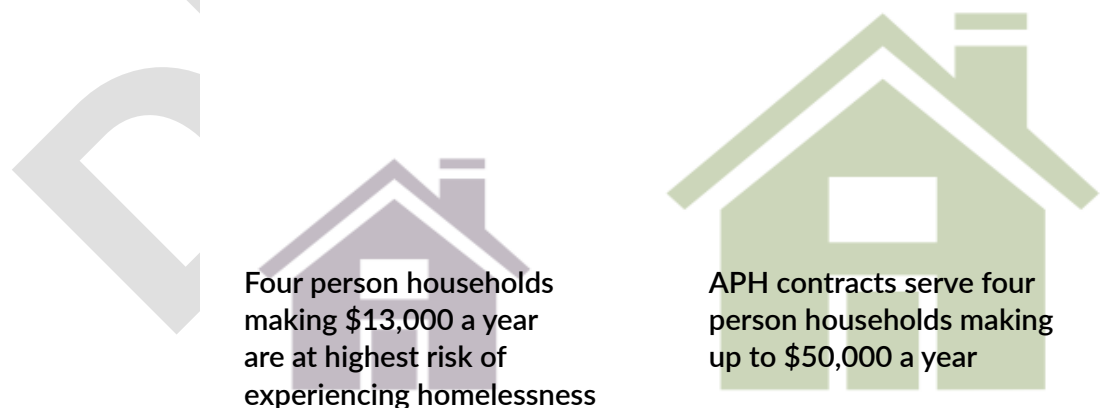 Four person households
making $13,000 a year
are at highest risk of
experiencing homelessness
APH contracts serve four
person households making
up to $50,000 a year